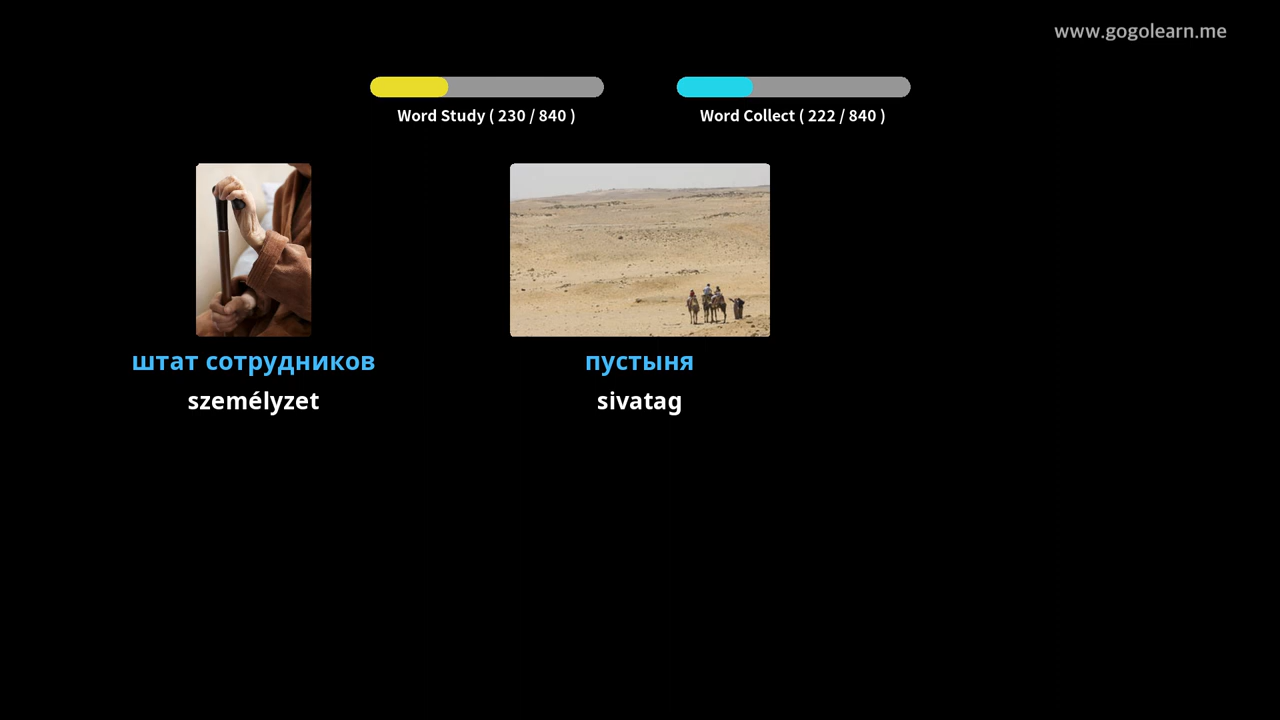 www.gogolearn.me
Word Study ( 230 / 840 )
Word Collect ( 222 / 840 )
штат сотрудников
személyzet
пустыня
sivatag